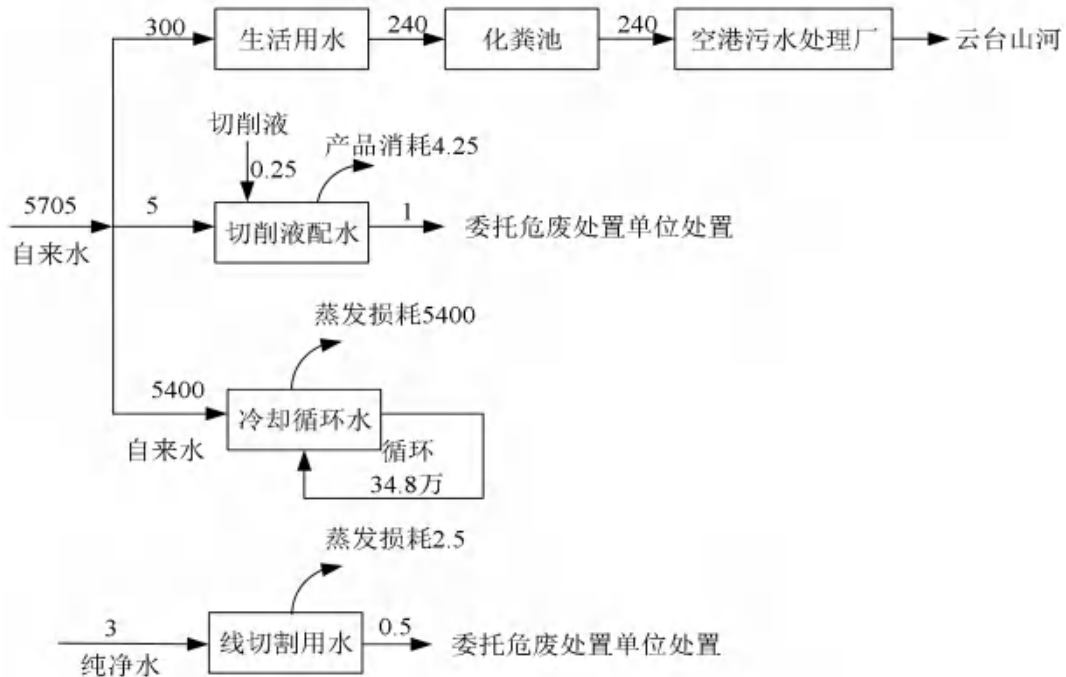 300
生活用水
240
化粪池
240
空港污水处理厂
云台山河
切削液
0.25
产品消耗4.25
5705
自来水
5
切削液配水
1
委托危废处置单位处置
蒸发损耗5400
5400
自来水
冷却循环水
循环
34.8万
蒸发损耗2.5
3
纯净水
线切割用水
0.5
委托危废处置单位处置